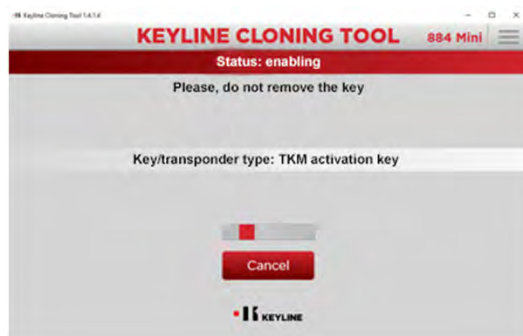 Keyline Cloning Tool 1.4.1.4
KEYLINE CLONING TOOL 884 Mini
Status: enabling
Please, do not remove the key
Key/transponder type: TKM activation key
Cancel
KEYLINE